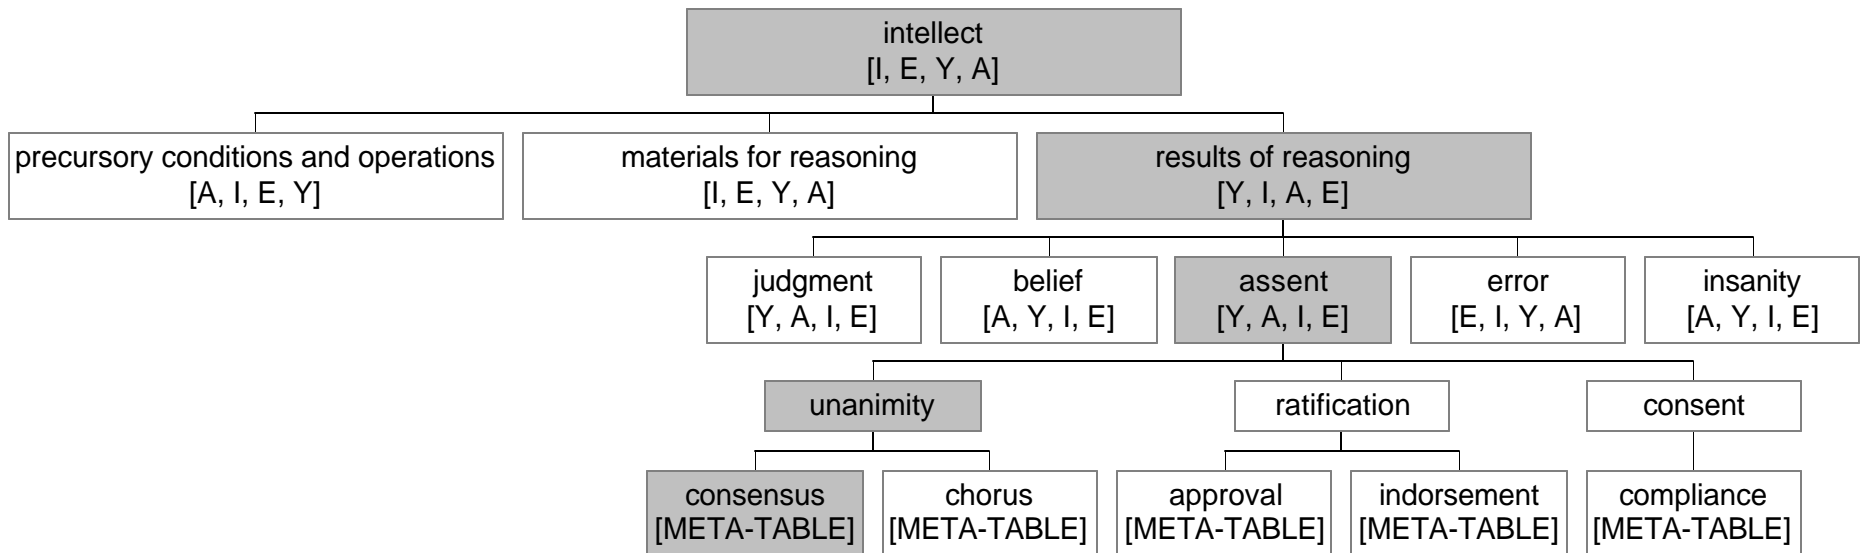 intellect
[I, E, Y, A]
precursory conditions and operations
[A, I, E, Y]
materials for reasoning
[I, E, Y, A]
results of reasoning
[Y, I, A, E]
judgment
[Y, A, I, E]
belief
[A, Y, I, E]
assent
[Y, A, I, E]
error
[E, I, Y, A]
insanity
[A, Y, I, E]
unanimity
ratification
consent
consensus
[META-TABLE]
chorus
[META-TABLE]
approval
[META-TABLE]
indorsement
[META-TABLE]
compliance
[META-TABLE]